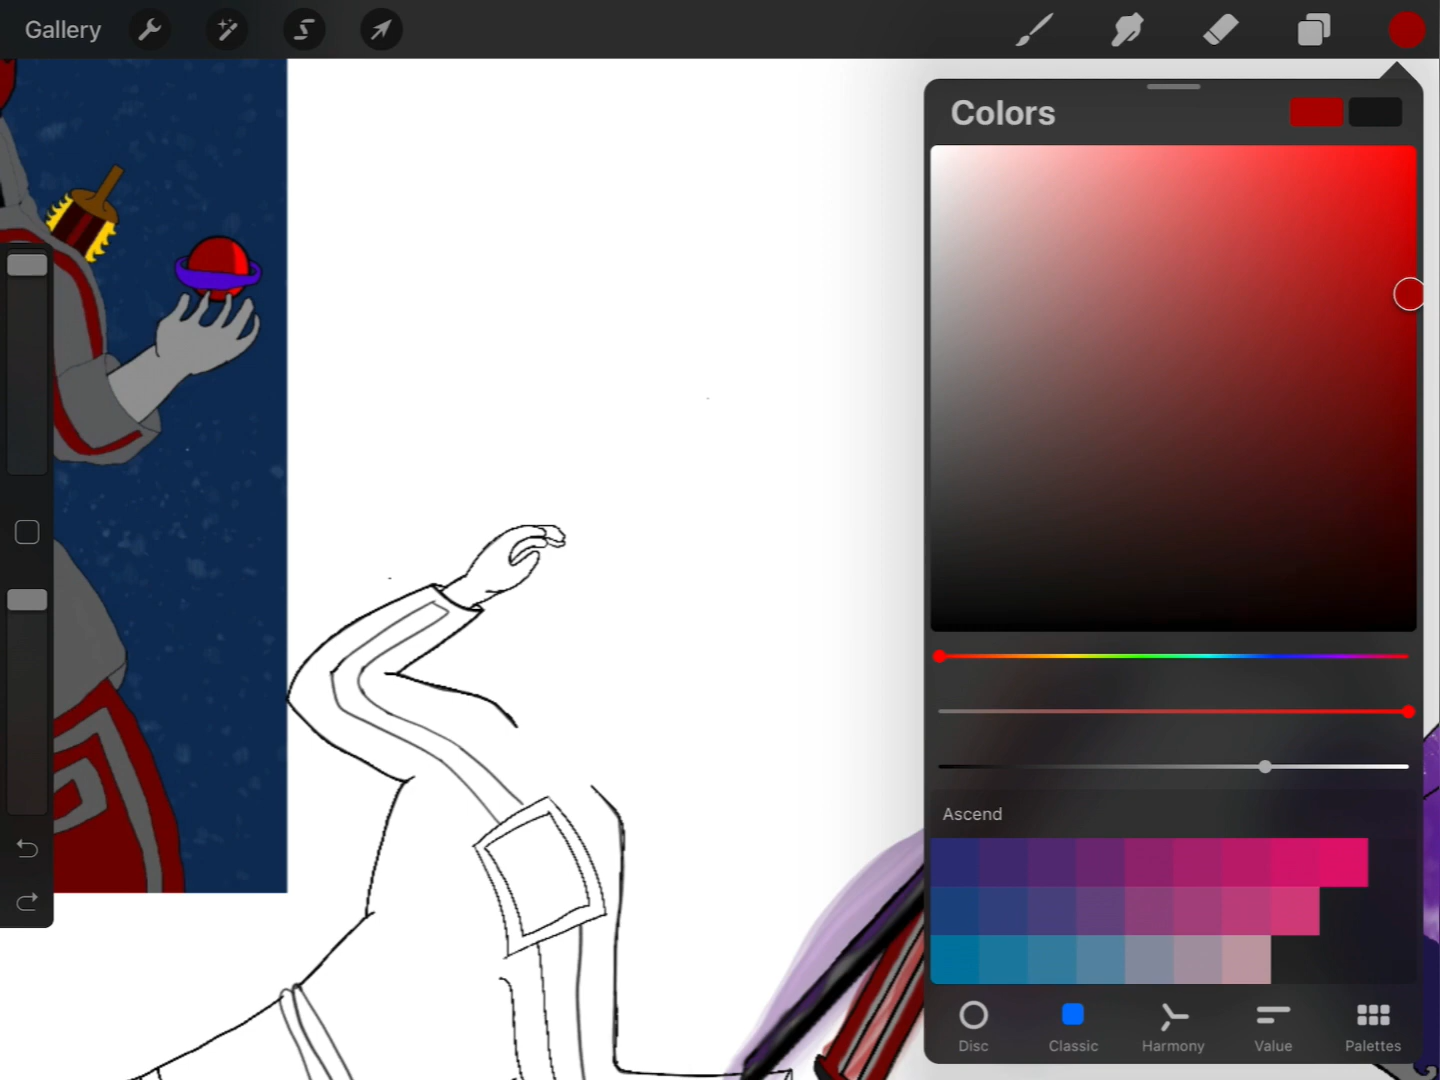 Gallery
Colors
Ascend
Disc
Classic
Harmony
Value
Palettes